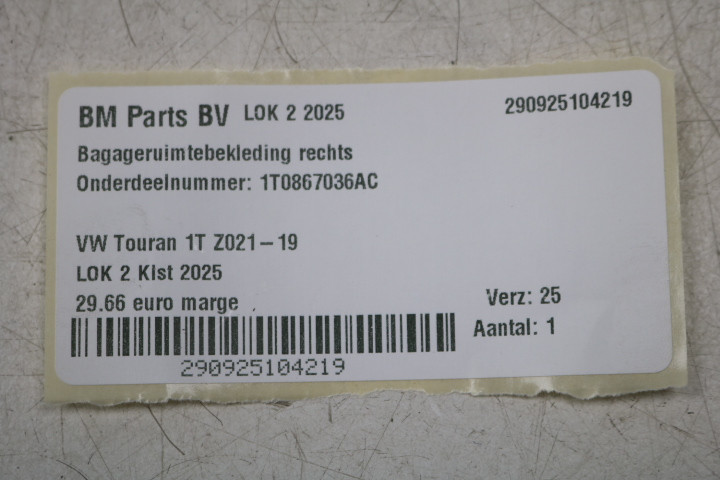 BM Parts BV LOK 2 2025 290925104219
Bagageruimtebekleding rechts
Onderdeelnummer: 1T0867036AC
VW Touran 1T Z021-19
LOK 2 Klst 2025
29.66 euro marge Verz: 25
Aantal: 1
290925104219